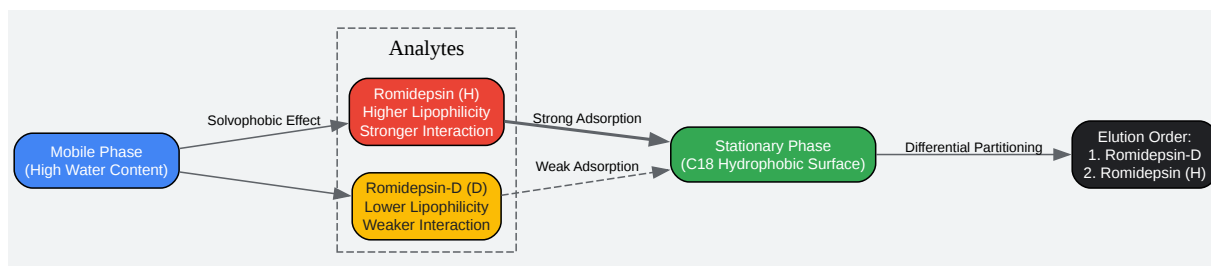 Analytes
Mobile Phase
(High Water Content)
Solvophobic Effect
Romidepsin (H)
Higher Lipophilicity
Stronger Interaction
Romidepsin-D (D)
Lower Lipophilicity
Weaker Interaction
Strong Adsorption
Weak Adsorption
Stationary Phase
(C18 Hydrophobic Surface)
Differential Partitioning
Elution Order:
1. Romidepsin-D
2. Romidepsin (H)